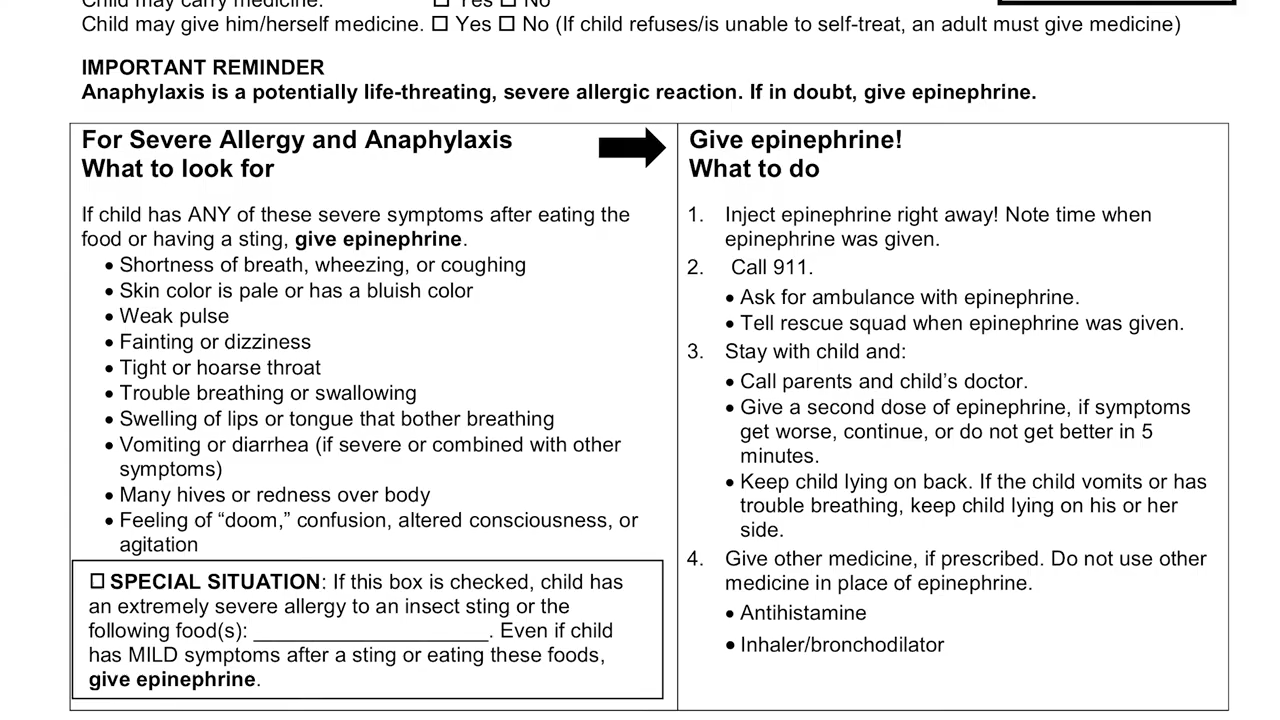 Child may carry medicine. ☐ Yes ☐ No
Child may give him/herself medicine. ☐ Yes ☐ No (If child refuses/is unable to self-treat, an adult must give medicine)
IMPORTANT REMINDER
Anaphylaxis is a potentially life-threating, severe allergic reaction. If in doubt, give epinephrine.
For Severe Allergy and Anaphylaxis
What to look for
If child has ANY of these severe symptoms after eating the
food or having a sting, give epinephrine.
• Shortness of breath, wheezing, or coughing
• Skin color is pale or has a bluish color
• Weak pulse
• Fainting or dizziness
• Tight or hoarse throat
• Trouble breathing or swallowing
• Swelling of lips or tongue that bother breathing
• Vomiting or diarrhea (if severe or combined with other
symptoms)
• Many hives or redness over body
• Feeling of “doom,” confusion, altered consciousness, or
agitation
☐ SPECIAL SITUATION: If this box is checked, child has
an extremely severe allergy to an insect sting or the
following food(s): _____________________. Even if child
has MILD symptoms after a sting or eating these foods,
give epinephrine.
Give epinephrine!
What to do
1. Inject epinephrine right away! Note time when
epinephrine was given.
2. Call 911.
• Ask for ambulance with epinephrine.
• Tell rescue squad when epinephrine was given.
3. Stay with child and:
• Call parents and child’s doctor.
• Give a second dose of epinephrine, if symptoms
get worse, continue, or do not get better in 5
minutes.
• Keep child lying on back. If the child vomits or has
trouble breathing, keep child lying on his or her
side.
4. Give other medicine, if prescribed. Do not use other
medicine in place of epinephrine.
• Antihistamine
• Inhaler/bronchodilator